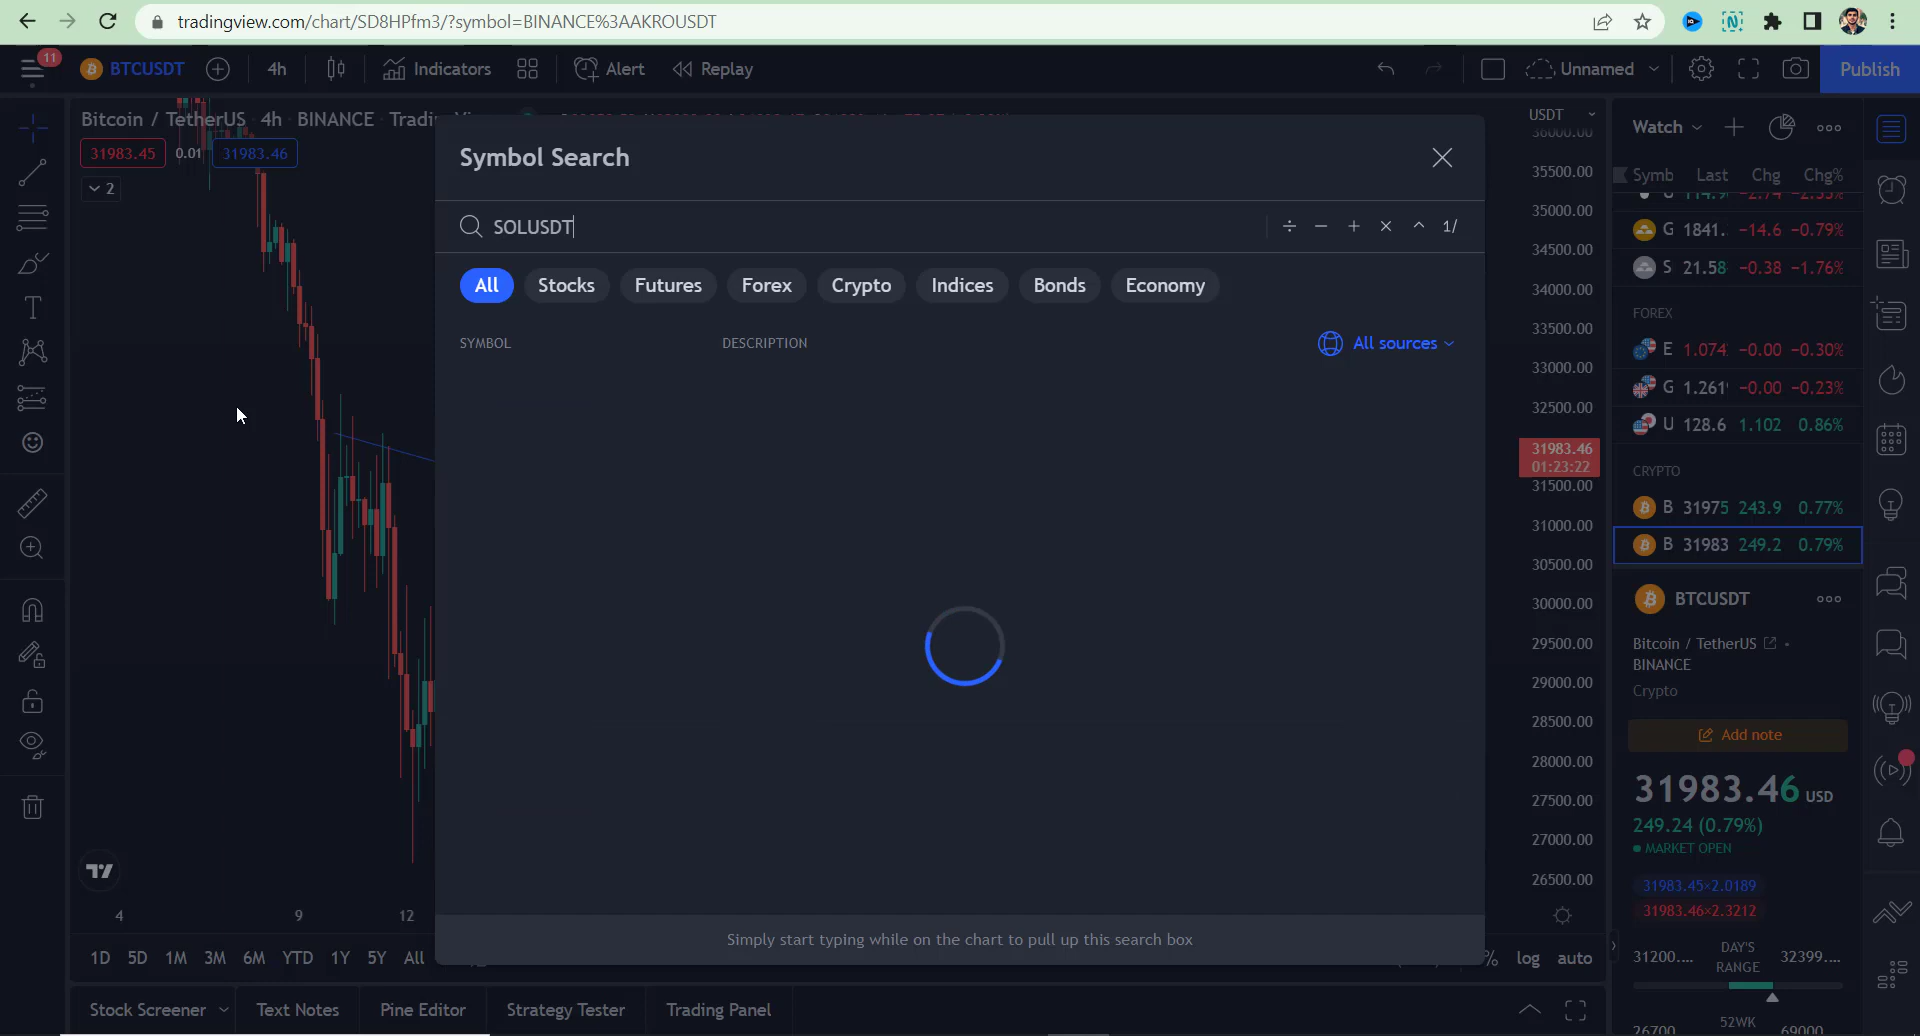 tradingview.com/chart/SD8HPfm3/?symbol=BINANCE%3AAKROUSDT
11
BTCUSDT 4h Indicators Alert Replay Unnamed Publish
Bitcoin / TetherUS 4h BINANCE
31983.45 0.01 31983.46
2
Symbol Search
SOLUSDT
÷ − + × ^ 1/
All Stocks Futures Forex Crypto Indices Bonds Economy
SYMBOL DESCRIPTION All sources
Simply start typing while on the chart to pull up this search box
USDT
36000.00
35500.00
35000.00
34500.00
34000.00
33500.00
33000.00
32500.00
31983.46
01:23:22
31500.00
31000.00
30500.00
30000.00
29500.00
29000.00
28500.00
28000.00
27500.00
27000.00
26500.00
4 9 12
1D 5D 1M 3M 6M YTD 1Y 5Y All
% log auto
Stock Screener Text Notes Pine Editor Strategy Tester Trading Panel
Watch
Symb Last Chg Chg%
G 1841. −14.6 −0.79%
S 21.58 −0.38 −1.76%
FOREX
E 1.074 −0.00 −0.30%
G 1.261 −0.00 −0.23%
U 128.6 1.102 0.86%
CRYPTO
B 31975 243.9 0.77%
B 31983 249.2 0.79%
BTCUSDT
Bitcoin / TetherUS
BINANCE
Crypto
Add note
31983.46 USD
249.24 (0.79%)
MARKET OPEN
31983.45×2.0189
31983.46×2.3212
31200.... DAY'S RANGE 32399....
26700 52WK 69000